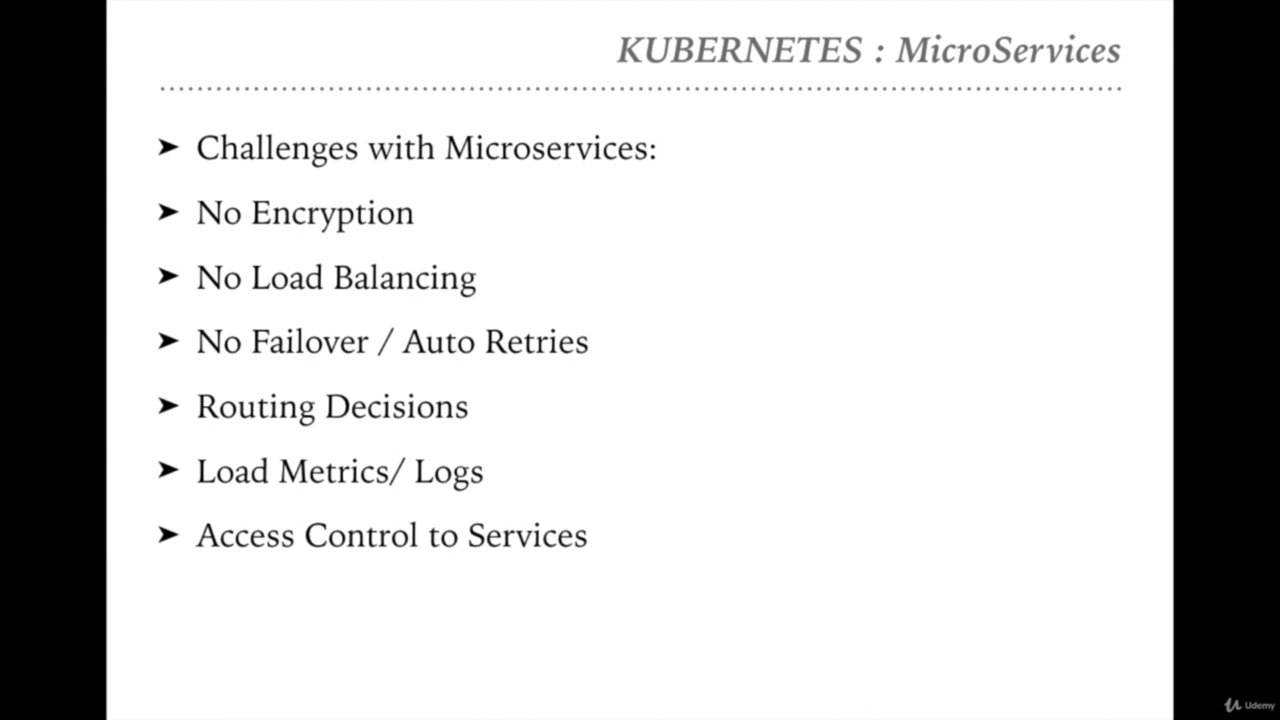 KUBERNETES : MicroServices
➤ Challenges with Microservices:
➤ No Encryption
➤ No Load Balancing
➤ No Failover / Auto Retries
➤ Routing Decisions
➤ Load Metrics/ Logs
➤ Access Control to Services
Udemy